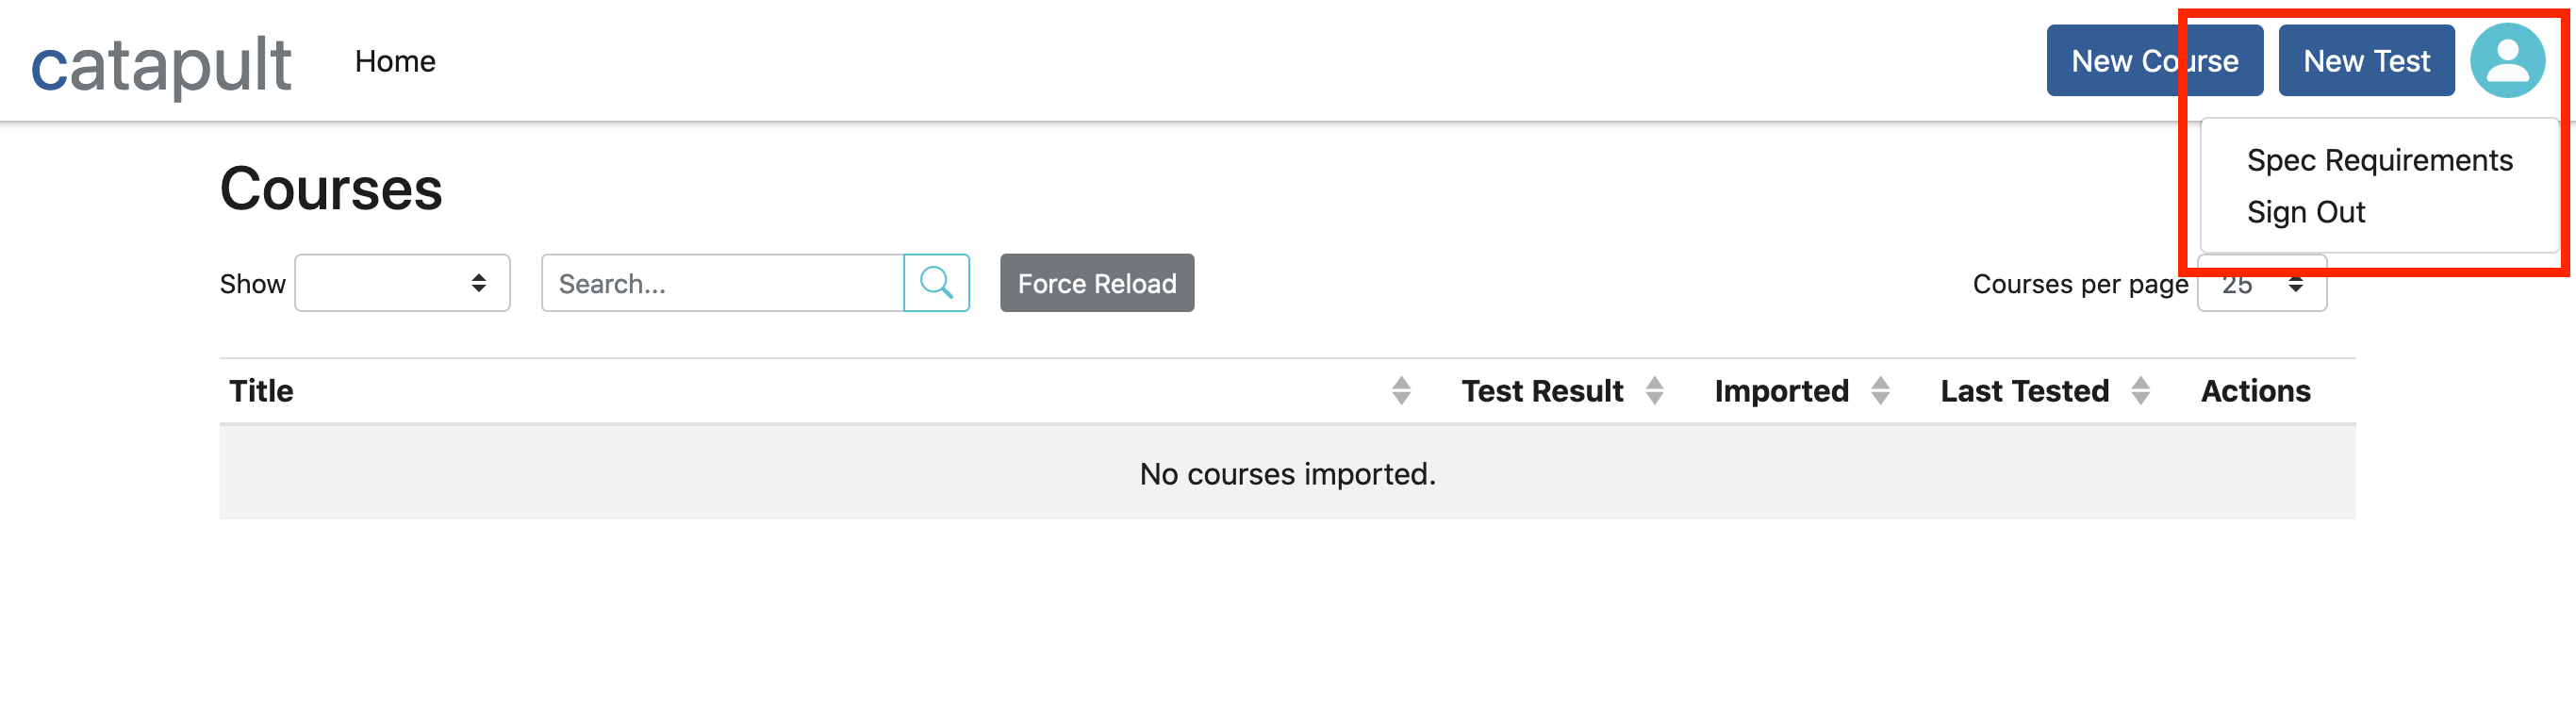 catapult Home New Course New Test
Spec Requirements
Sign Out
Courses
Show Search... Force Reload Courses per page 25
Title Test Result Imported Last Tested Actions
No courses imported.